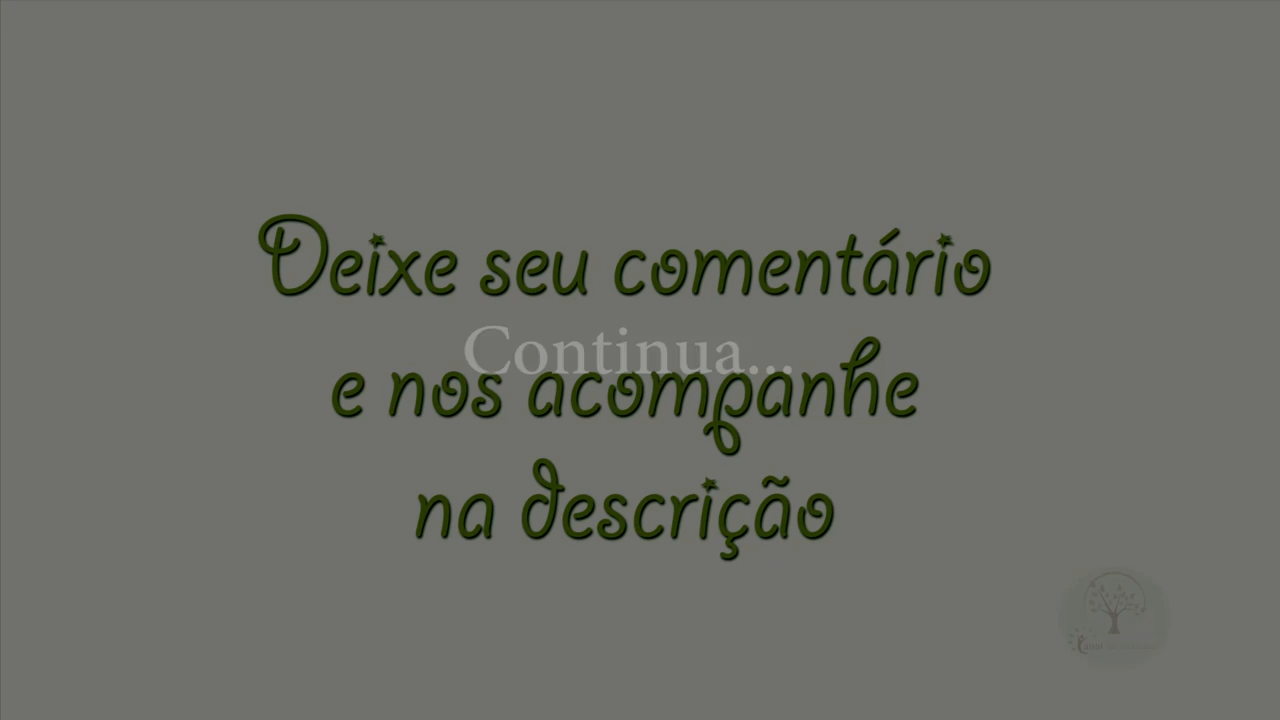 Deixe seu comentário
Continua...
e nos acompanhe
na descrição